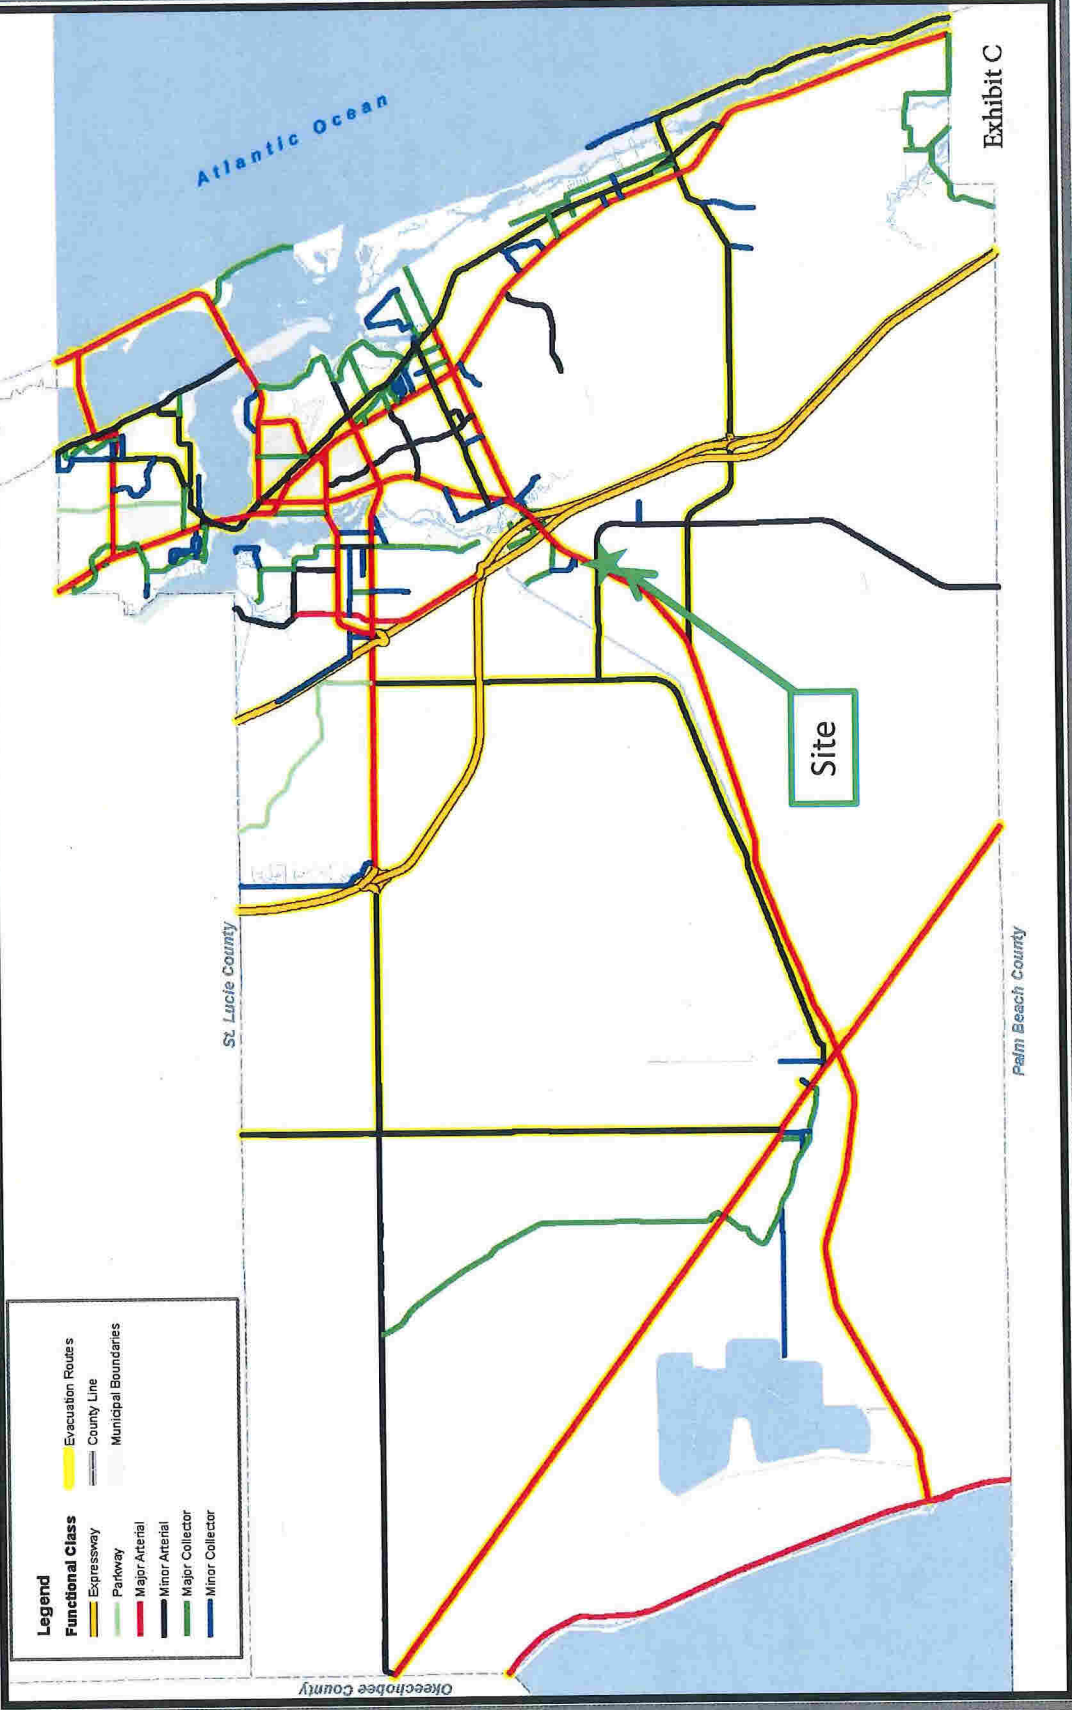 Atlantic Ocean
Exhibit C
St. Lucie County
Site
Palm Beach County
Okeechobee County
Legend
Functional Class
Expressway
Parkway
Major Arterial
Minor Arterial
Major Collector
Minor Collector
Evacuation Routes
County Line
Municipal Boundaries